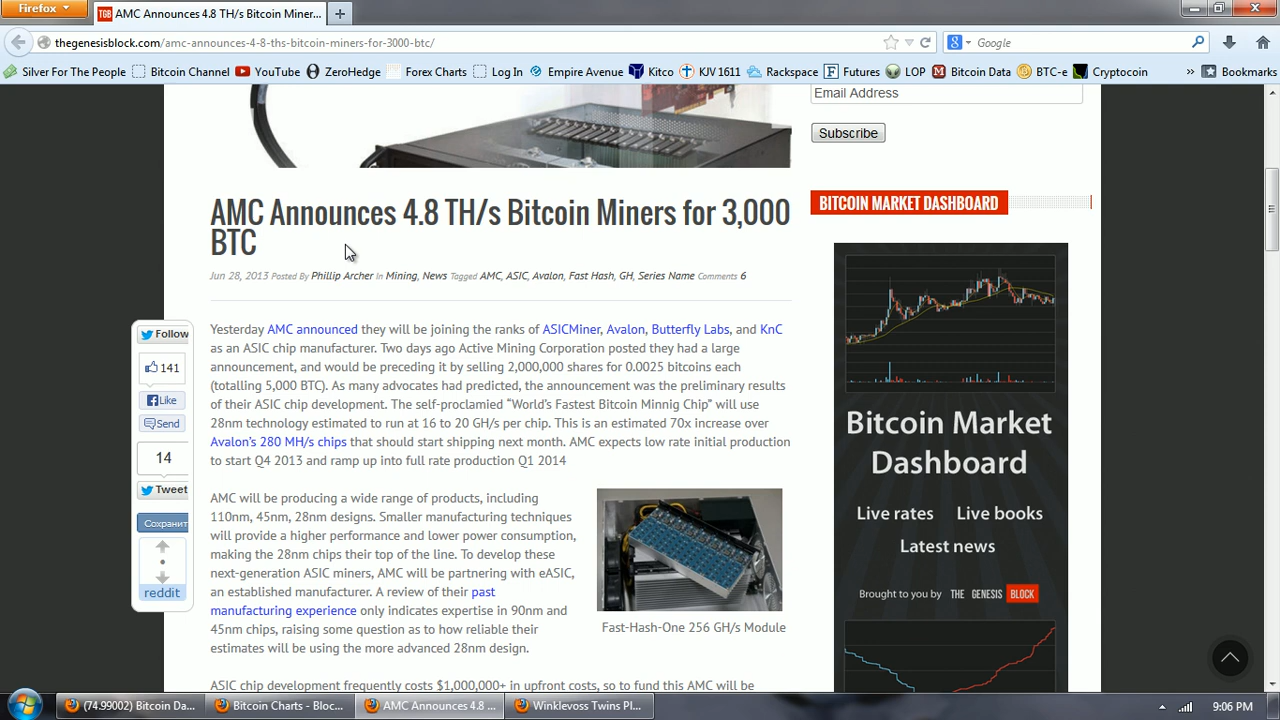 Firefox
AMC Announces 4.8 TH/s Bitcoin Miner...
thegenesisblock.com/amc-announces-4-8-ths-bitcoin-miners-for-3000-btc/
Google
Silver For The People
Bitcoin Channel
YouTube
ZeroHedge
Forex Charts
Log In
Empire Avenue
Kitco
KJV 1611
Rackspace
Futures
LOP
Bitcoin Data
BTC-e
Cryptocoin
»
Bookmarks
Email Address
Subscribe
AMC Announces 4.8 TH/s Bitcoin Miners for 3,000
BTC
Jun 28, 2013 Posted By Phillip Archer In Mining, News Tagged AMC, ASIC, Avalon, Fast Hash, GH, Series Name Comments 6
Yesterday AMC announced they will be joining the ranks of ASICMiner, Avalon, Butterfly Labs, and KnC
as an ASIC chip manufacturer. Two days ago Active Mining Corporation posted they had a large
announcement, and would be preceding it by selling 2,000,000 shares for 0.0025 bitcoins each
(totalling 5,000 BTC). As many advocates had predicted, the announcement was the preliminary results
of their ASIC chip development. The self-proclamied “World’s Fastest Bitcoin Minnig Chip” will use
28nm technology estimated to run at 16 to 20 GH/s per chip. This is an estimated 70x increase over
Avalon’s 280 MH/s chips that should start shipping next month. AMC expects low rate initial production
to start Q4 2013 and ramp up into full rate production Q1 2014
AMC will be producing a wide range of products, including
110nm, 45nm, 28nm designs. Smaller manufacturing techniques
will provide a higher performance and lower power consumption,
making the 28nm chips their top of the line. To develop these
next-generation ASIC miners, AMC will be partnering with eASIC,
an established manufacturer. A review of their past
manufacturing experience only indicates expertise in 90nm and
45nm chips, raising some question as to how reliable their
estimates will be using the more advanced 28nm design.
Fast-Hash-One 256 GH/s Module
ASIC chip development frequently costs $1,000,000+ in upfront costs, so to fund this AMC will be
Follow
141
Like
Send
14
Tweet
Сохранит
reddit
BITCOIN MARKET DASHBOARD
Bitcoin Market
Dashboard
Live rates Live books
Latest news
Brought to you by THE GENESIS BLOCK
(74.99002) Bitcoin Da...
Bitcoin Charts - Bloc...
AMC Announces 4.8 ...
Winklevoss Twins Pl...
9:06 PM